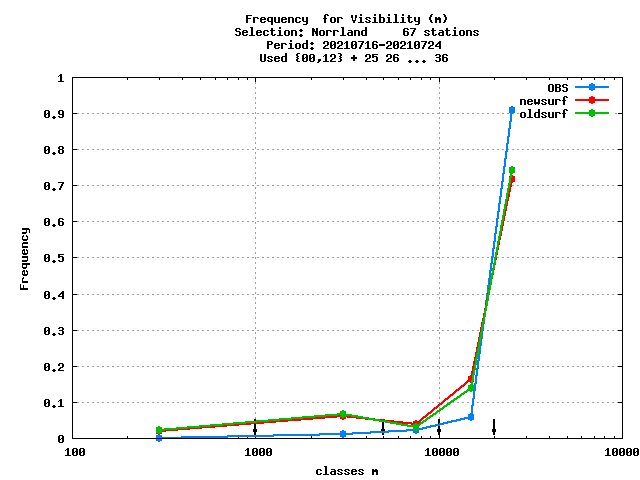 Frequency  for Visibility (m)
Selection: Norrland     67 stations
Period: 20210716-20210724
Used {00,12} + 25 26 ... 36
OBS
newsurf
oldsurf
1
0.9
0.8
0.7
0.6
0.5
0.4
0.3
0.2
0.1
0
Frequency
100
1000
10000
100000
classes m